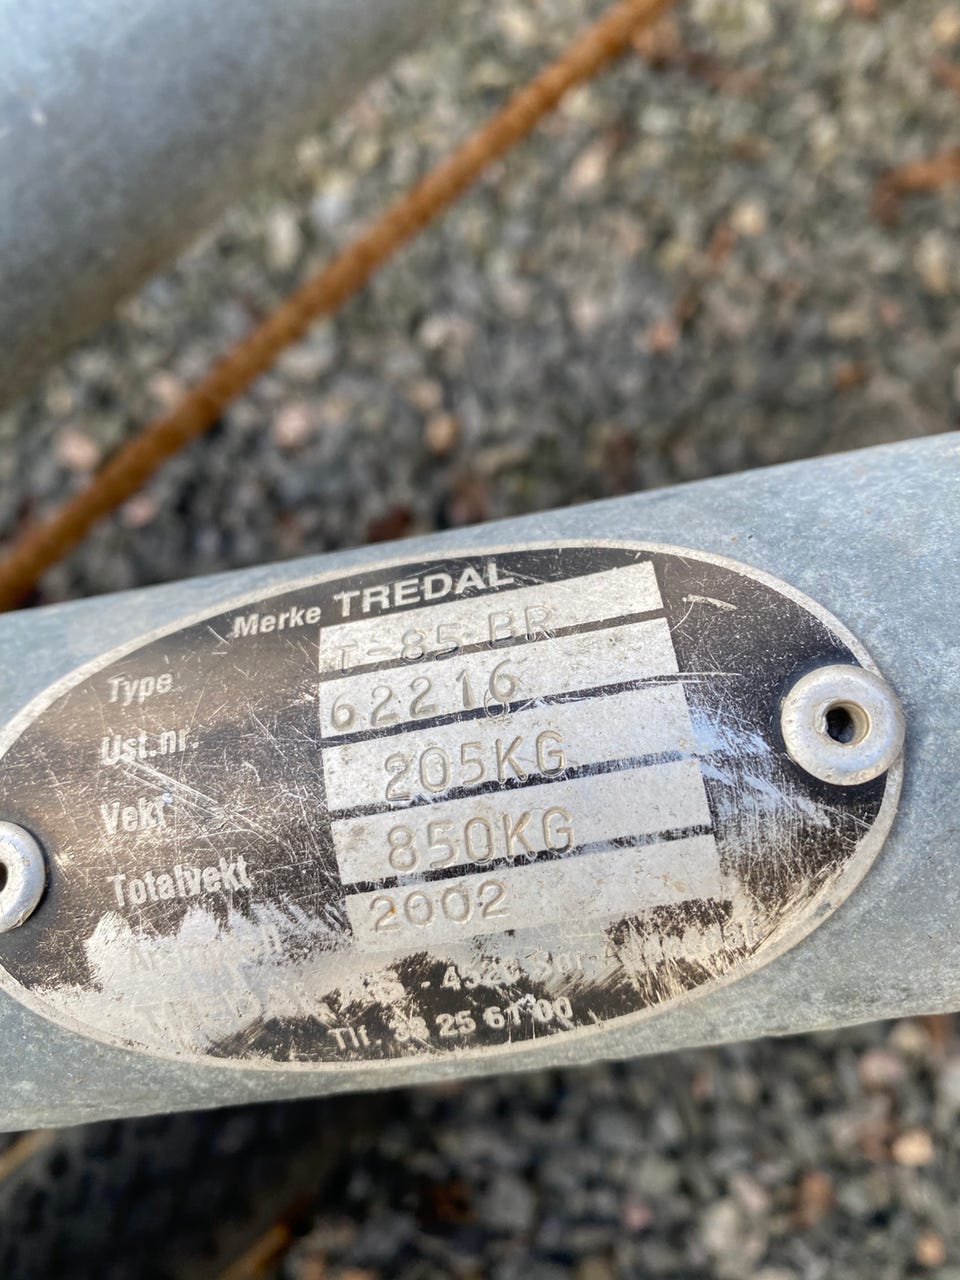 Merke TREDAL
Type T-85 BR
Ust.nr. 62216
Vekt 205KG
Totalvekt 850KG
2002
Tlf. 38 25 61 00